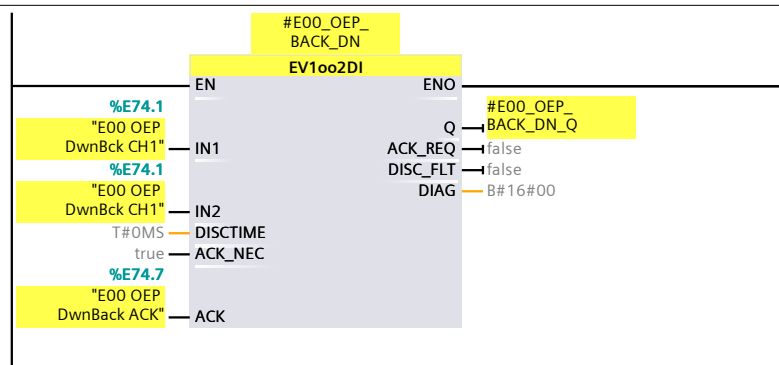 #E00_OEP_
BACK_DN
EV1oo2DI
EN ENO
%E74.1
"E00 OEP
DwnBck CH1" IN1
%E74.1
"E00 OEP
DwnBck CH1" IN2
T#0MS DISCTIME
true ACK_NEC
%E74.7
"E00 OEP
DwnBack ACK" ACK
#E00_OEP_
Q BACK_DN_Q
ACK_REQ false
DISC_FLT false
DIAG B#16#00